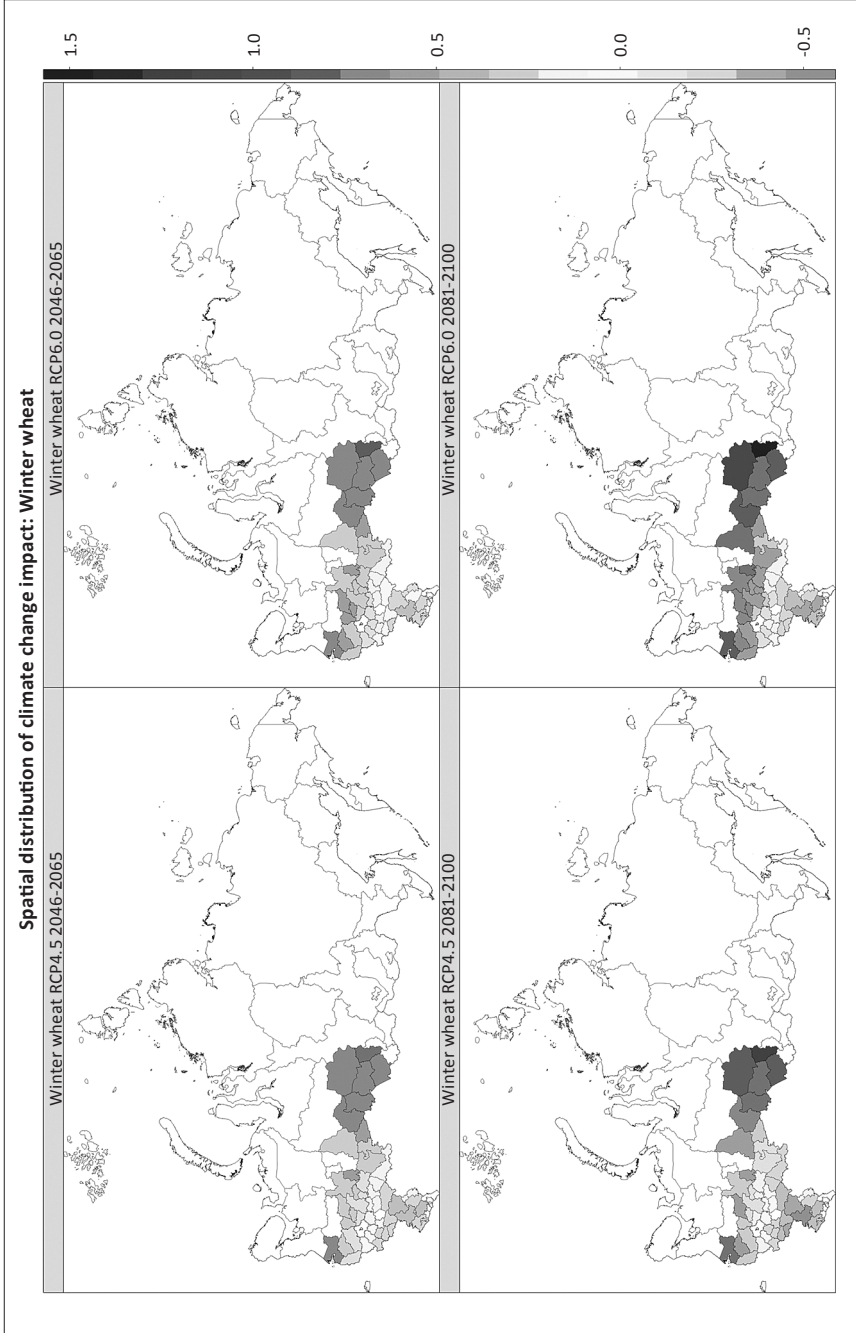 Spatial distribution of climate change impact: Winter wheat
Winter wheat RCP4.5 2046-2065
Winter wheat RCP6.0 2046-2065
Winter wheat RCP4.5 2081-2100
Winter wheat RCP6.0 2081-2100
1.5
1.0
0.5
0.0
-0.5